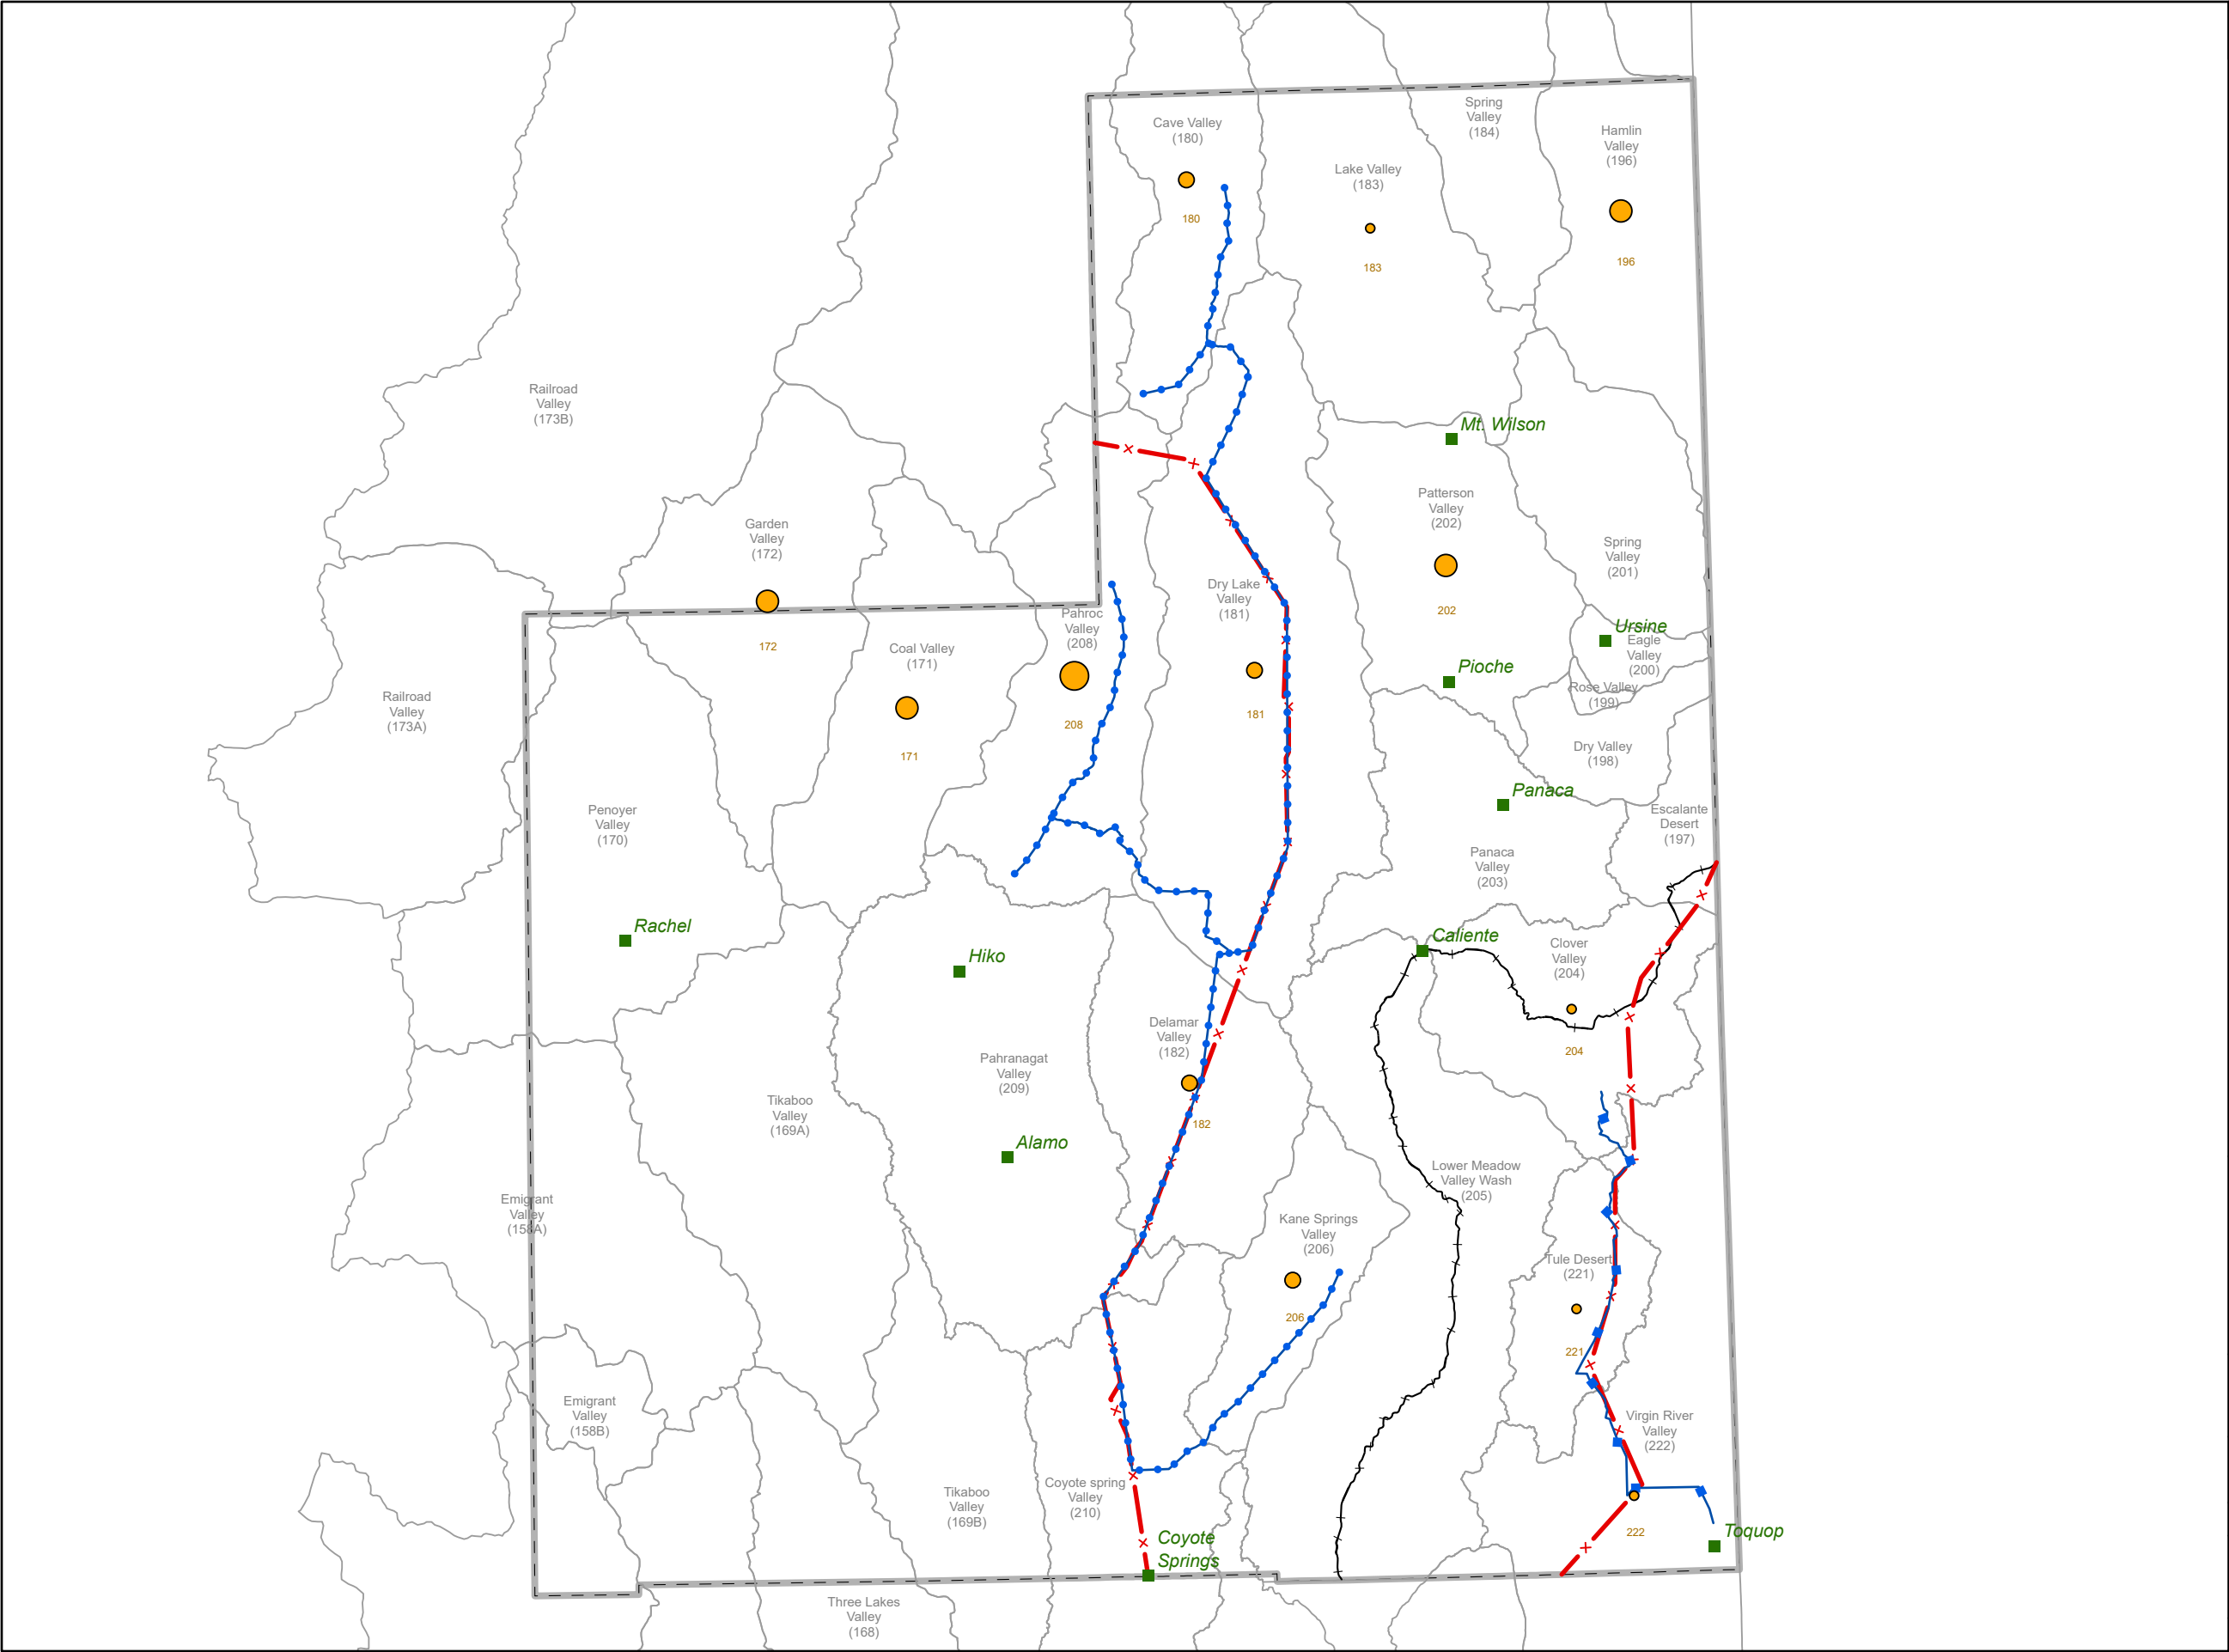 Cave Valley
(180)
180
Spring
Valley
(184)
Hamlin
Valley
(196)
196
Lake Valley
(183)
183
Railroad
Valley
(173B)
Mt. Wilson
Garden
Valley
(172)
172
Patterson
Valley
(202)
202
Spring
Valley
(201)
Dry Lake
Valley
(181)
181
Pahroc
Valley
(208)
208
Coal Valley
(171)
171
Ursine
Eagle
Valley
(200)
Pioche
Rose Valley
(199)
Railroad
Valley
(173A)
Dry Valley
(198)
Panaca
Penoyer
Valley
(170)
Escalante
Desert
(197)
Panaca
Valley
(203)
Rachel
Hiko
Caliente
Clover
Valley
(204)
204
Delamar
Valley
(182)
182
Pahranagat
Valley
(209)
Tikaboo
Valley
(169A)
Alamo
Lower Meadow
Valley Wash
(205)
Emigrant
Valley
(158A)
Kane Springs
Valley
(206)
206
Tule Desert
(221)
221
Emigrant
Valley
(158B)
Virgin River
Valley
(222)
222
Coyote spring
Valley
(210)
Tikaboo
Valley
(169B)
Coyote
Springs
Toquop
Three Lakes
Valley
(168)